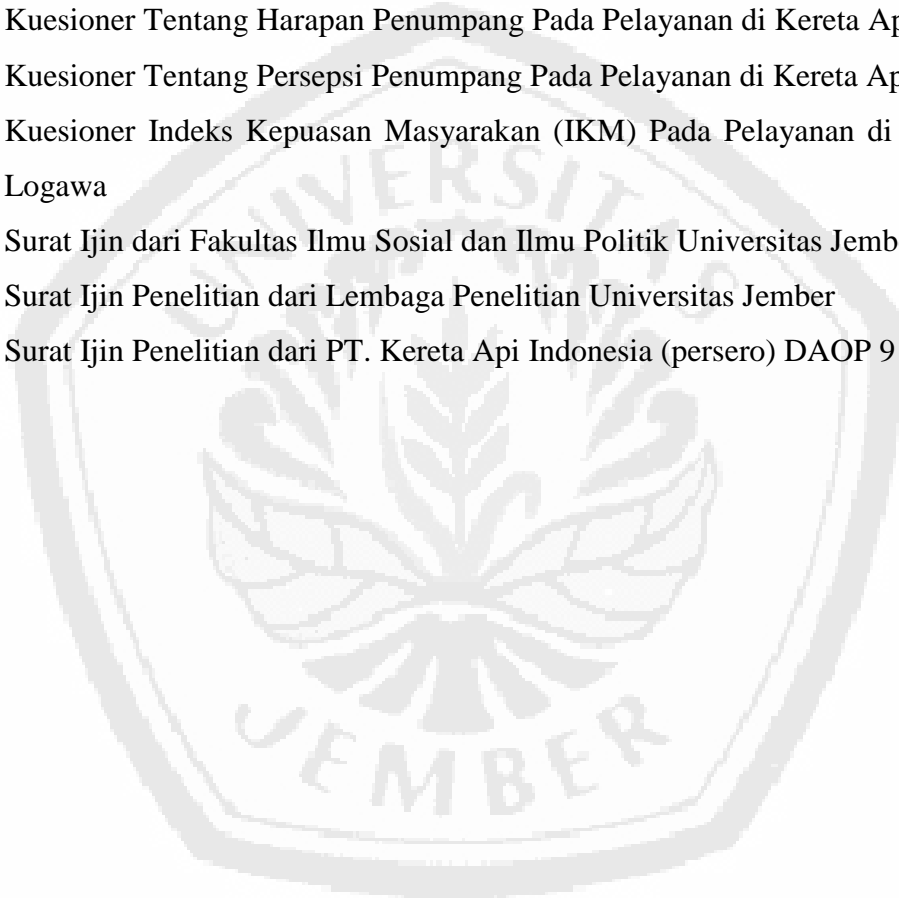 Kuesioner Tentang Harapan Penumpang Pada Pelayanan di Kereta
Kuesioner Tentang Persepsi Penumpang Pada Pelayanan di Kereta
Kuesioner Indeks Kepuasan Masyarakan (IKM) Pada Pelayanan di
Logawa
Surat Ijin dari Fakultas Ilmu Sosial dan Ilmu Politik Universitas
Surat Ijin Penelitian dari Lembaga Penelitian Universitas Jember
Surat Ijin Penelitian dari PT. Kereta Api Indonesia (persero) DAOP 9
UNIVERSITAS
JEMBER